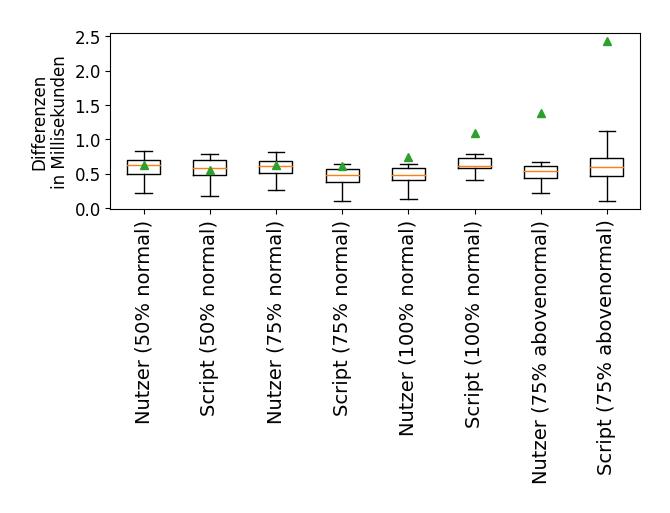 Differenzen
in Millisekunden
2.5
2.0
1.5
1.0
0.5
0.0
Nutzer (50% normal)
Script (50% normal)
Nutzer (75% normal)
Script (75% normal)
Nutzer (100% normal)
Script (100% normal)
Nutzer (75% abovenormal)
Script (75% abovenormal)